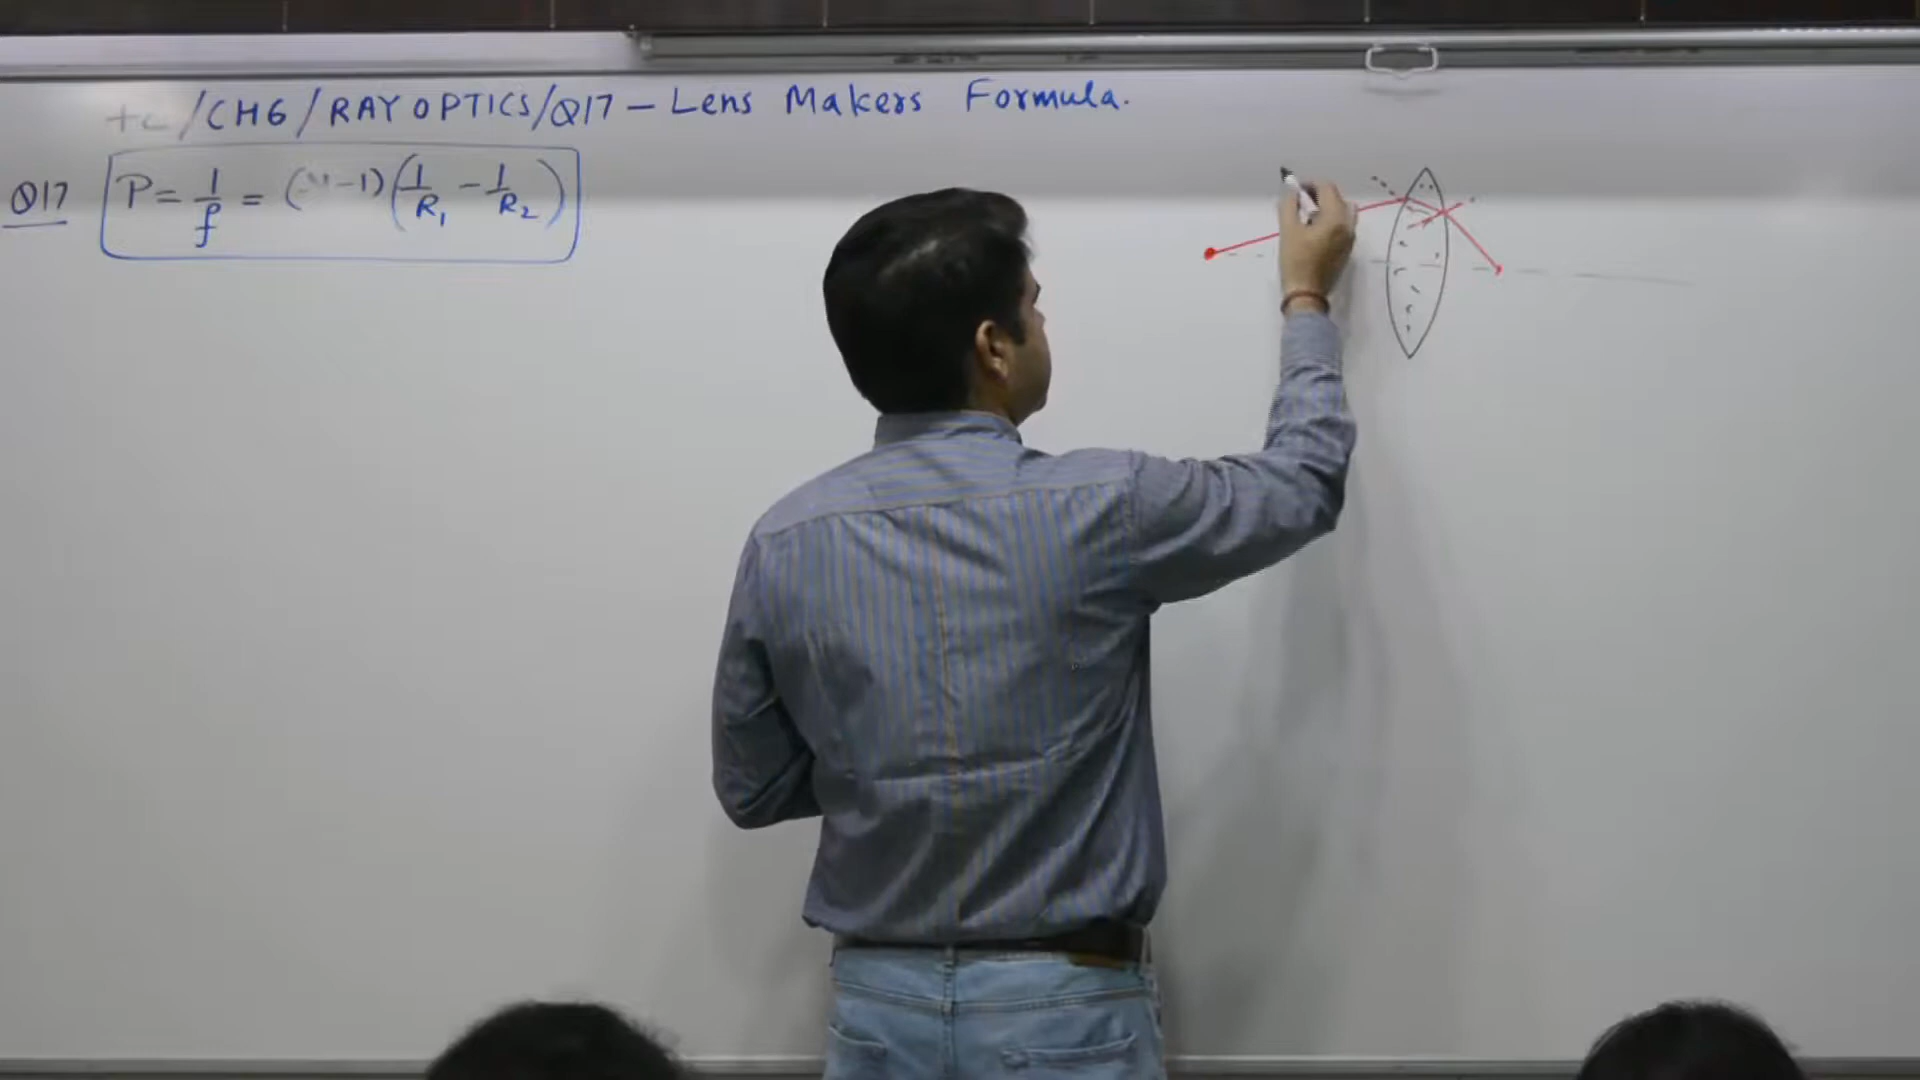 /CH6/RAY OPTICS/Q17 - Lens Makers Formula.
Q17 P = 1/f = ( -1)(1/R₁ - 1/R₂)